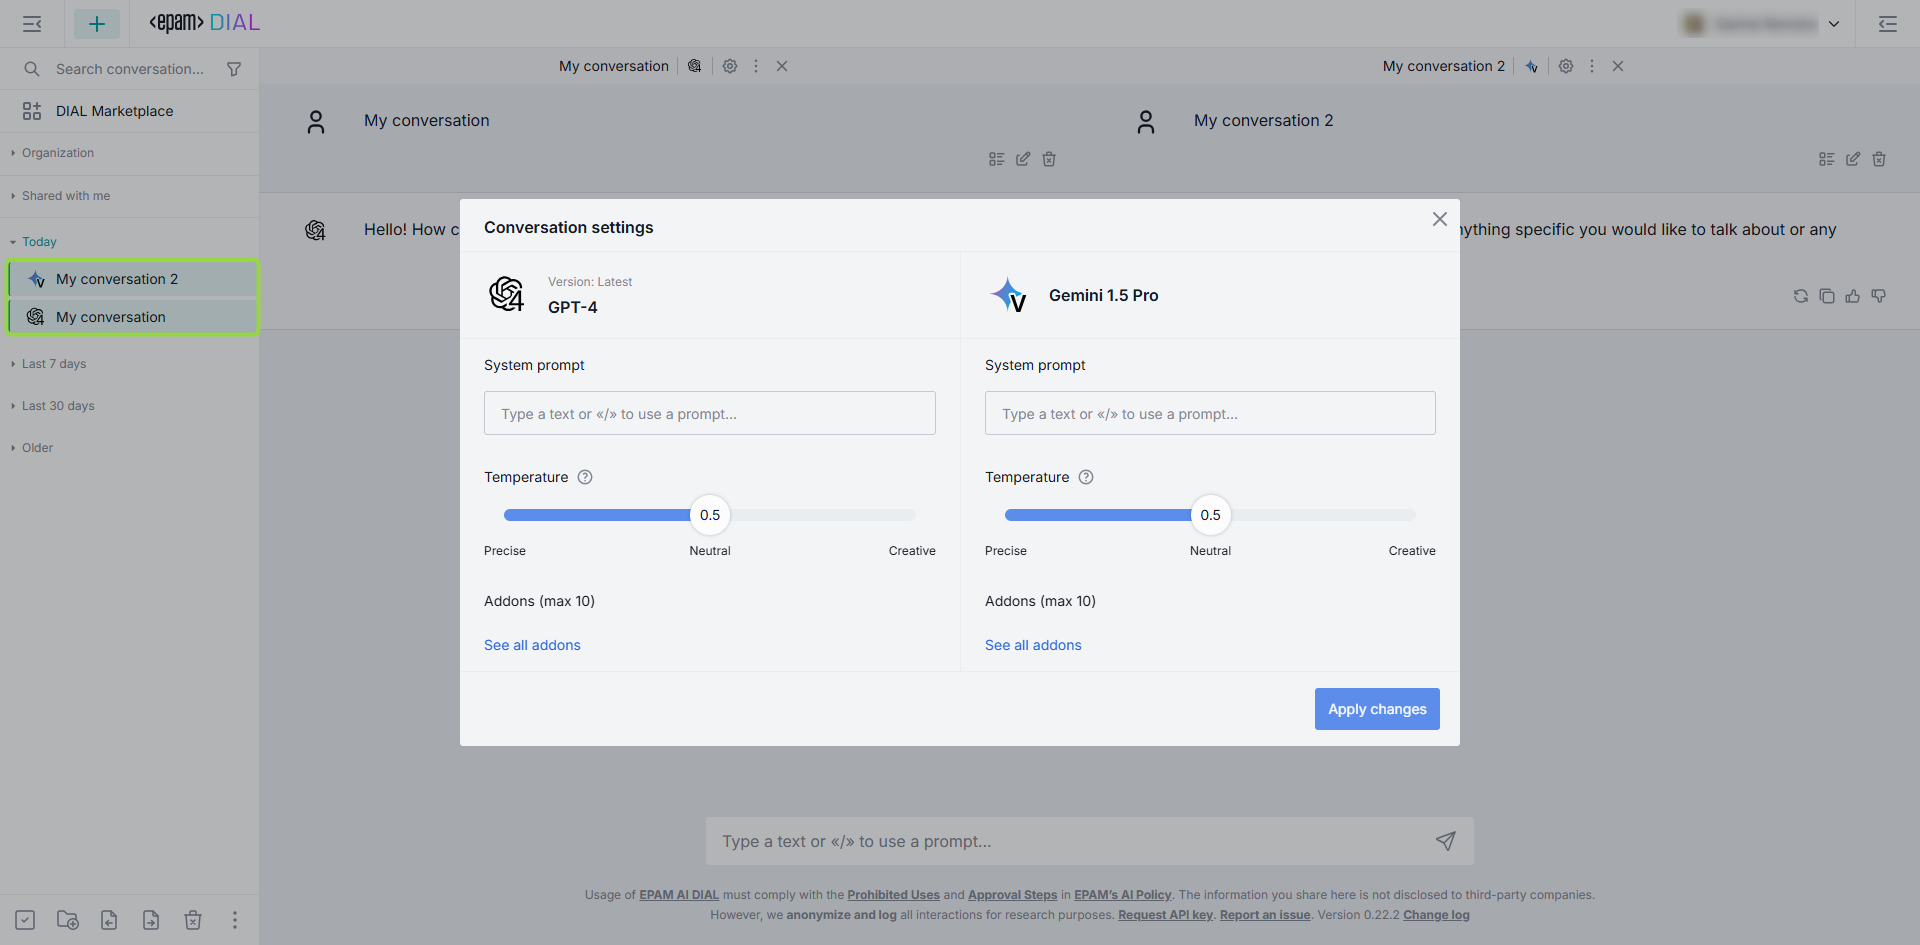 <epam> DIAL
Search conversation...
DIAL Marketplace
Organization
Shared with me
Today
My conversation 2
My conversation
Last 7 days
Last 30 days
Older
My conversation
My conversation 2
My conversation
My conversation 2
Hello! How c
nything specific you would like to talk about or any
Conversation settings
Version: Latest
GPT-4
Gemini 1.5 Pro
System prompt
System prompt
Type a text or «/» to use a prompt...
Type a text or «/» to use a prompt...
Temperature
Temperature
0.5
0.5
Precise Neutral Creative
Precise Neutral Creative
Addons (max 10)
Addons (max 10)
See all addons
See all addons
Apply changes
Type a text or «/» to use a prompt...
Usage of EPAM AI DIAL must comply with the Prohibited Uses and Approval Steps in EPAM's AI Policy. The information you share here is not disclosed to third-party companies.
However, we anonymize and log all interactions for research purposes. Request API key. Report an issue. Version 0.22.2 Change log